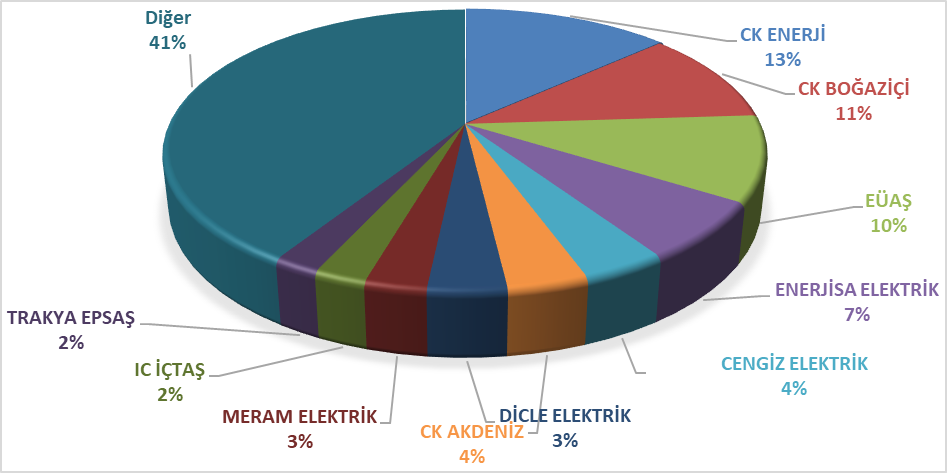 Diğer
41%
CK ENERJİ
13%
CK BOĞAZİÇİ
11%
EÜAŞ
10%
ENERJİSA ELEKTRİK
7%
CENGİZ ELEKTRİK
4%
CK AKDENİZ
4%
DİCLE ELEKTRİK
3%
MERAM ELEKTRİK
3%
IC İÇTAŞ
2%
TRAKYA EPSAŞ
2%